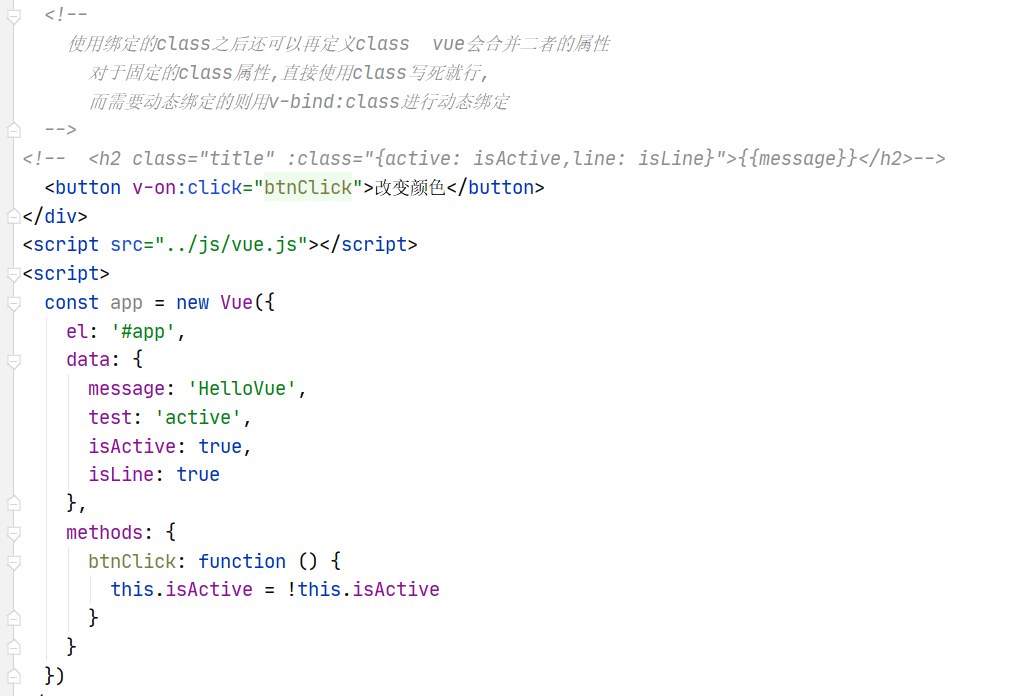 <!--
使用绑定的class之后还可以再定义class  vue会合并二者的属性
对于固定的class属性,直接使用class写死就行,
而需要动态绑定的则用v-bind:class进行动态绑定
-->
<!--  <h2 class="title" :class="{active: isActive,line: isLine}">{{message}}</h2>-->
<button v-on:click="btnClick">改变颜色</button>
</div>
<script src="../js/vue.js"></script>
<script>
const app = new Vue({
el: '#app',
data: {
message: 'HelloVue',
test: 'active',
isActive: true,
isLine: true
},
methods: {
btnClick: function () {
this.isActive = !this.isActive
}
}
})